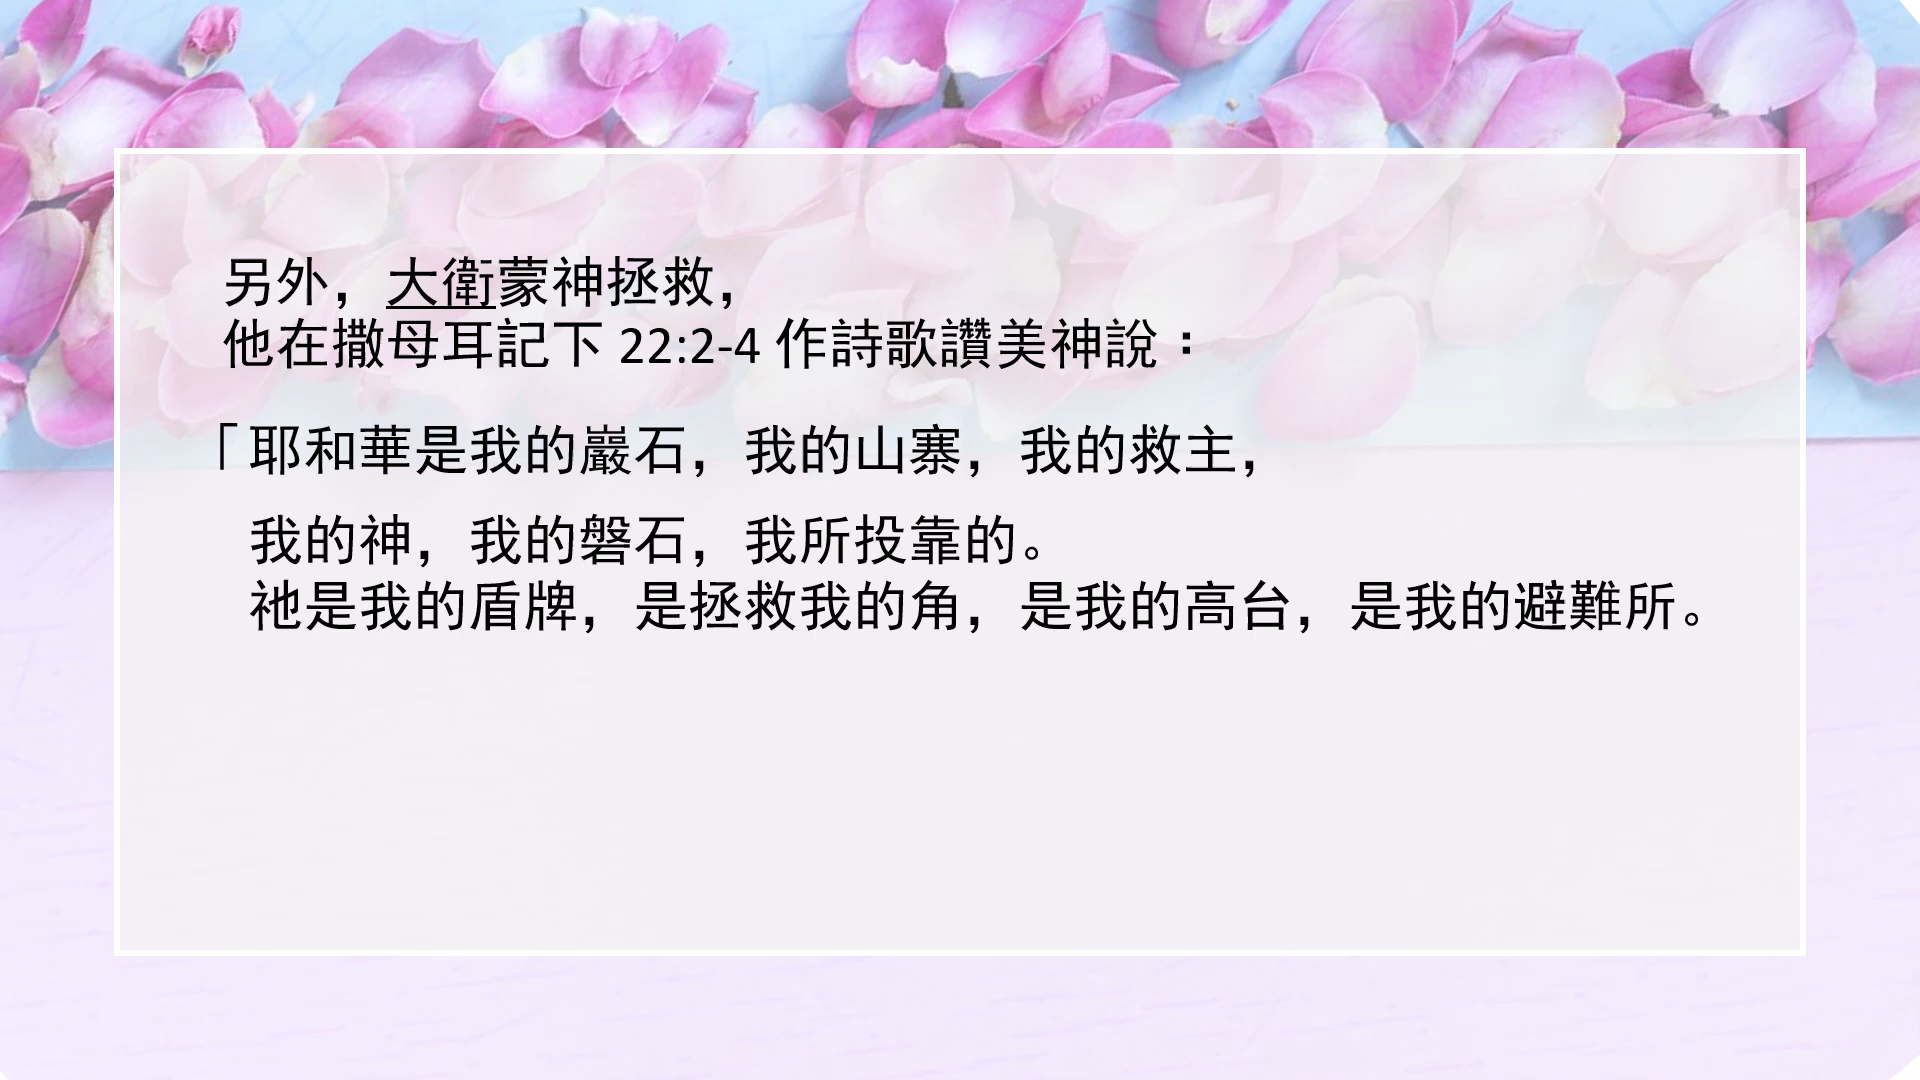 另外，大衛蒙神拯救，
他在撒母耳記下 22:2-4 作詩歌讚美神說：
「耶和華是我的巖石，我的山寨，我的救主，
我的神，我的磐石，我所投靠的。
祂是我的盾牌，是拯救我的角，是我的高台，是我的避難所。